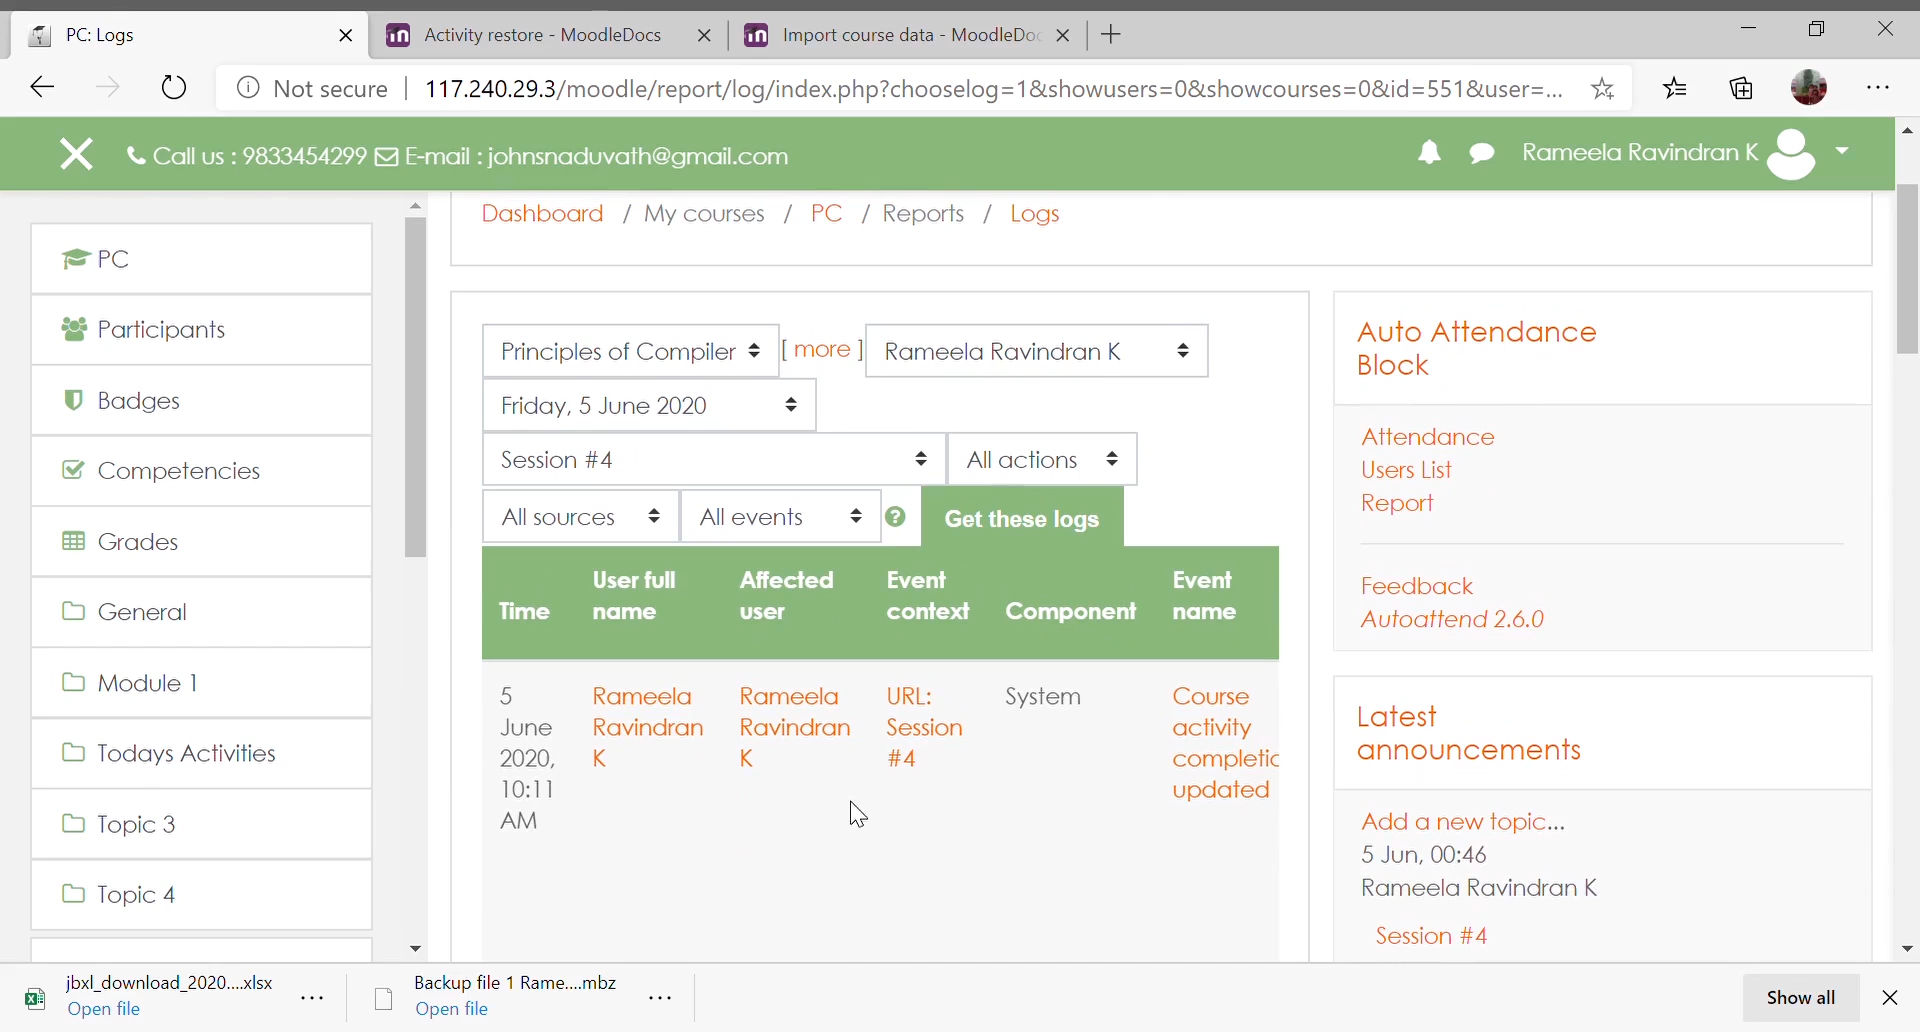 PC: Logs
Activity restore - MoodleDocs
Import course data - MoodleDoc
Not secure
117.240.29.3/moodle/report/log/index.php?chooselog=1&showusers=0&showcourses=0&id=551&user=...
Call us : 9833454299 E-mail : johnsnaduvath@gmail.com
Rameela Ravindran K
Dashboard / My courses / PC / Reports / Logs
PC
Participants
Badges
Competencies
Grades
General
Module 1
Todays Activities
Topic 3
Topic 4
Principles of Compiler [ more ] Rameela Ravindran K
Friday, 5 June 2020
Session #4 All actions
All sources All events ? Get these logs
Time
User full
name
Affected
user
Event
context
Component
Event
name
5
June
2020,
10:11
AM
Rameela
Ravindran
K
Rameela
Ravindran
K
URL:
Session
#4
System
Course
activity
completic
updated
Auto Attendance
Block
Attendance
Users List
Report
Feedback
Autoattend 2.6.0
Latest
announcements
Add a new topic...
5 Jun, 00:46
Rameela Ravindran K
Session #4
jbxl_download_2020....xlsx
Open file
Backup file 1 Rame....mbz
Open file
Show all